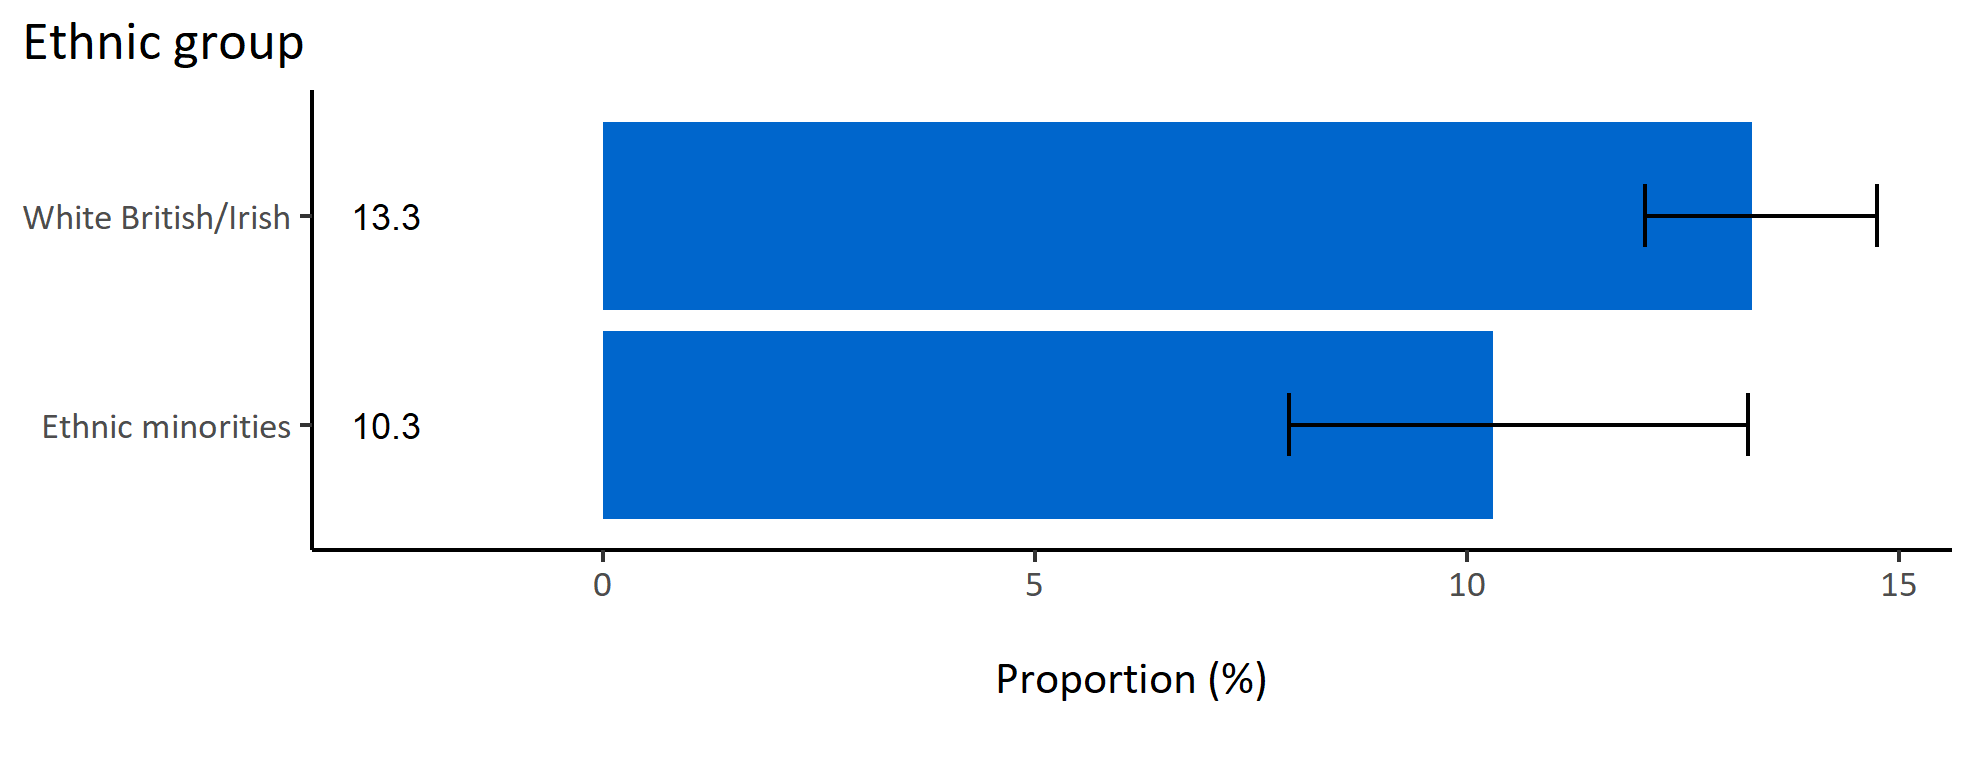 Ethnic group
White British/Irish 13.3
Ethnic minorities 10.3
0 5 10 15
Proportion (%)